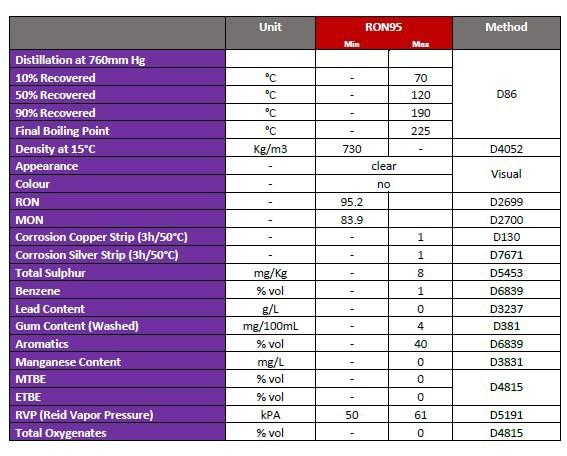 Unit RON95 Method
Min Max
Distillation at 760mm Hg
10% Recovered °C - 70
50% Recovered °C - 120 D86
90% Recovered °C - 190
Final Boiling Point °C - 225
Density at 15°C Kg/m3 730 - D4052
Appearance - clear Visual
Colour - no
RON - 95.2 D2699
MON - 83.9 D2700
Corrosion Copper Strip (3h/50°C) - 1 D130
Corrosion Silver Strip (3h/50°C) - 1 D7671
Total Sulphur mg/Kg - 8 D5453
Benzene % vol - 1 D6839
Lead Content g/L - 0 D3237
Gum Content (Washed) mg/100mL - 4 D381
Aromatics % vol - 40 D6839
Manganese Content mg/L - 0 D3831
MTBE % vol - 0 D4815
ETBE % vol - 0
RVP (Reid Vapor Pressure) kPA 50 61 D5191
Total Oxygenates % vol - 0 D4815